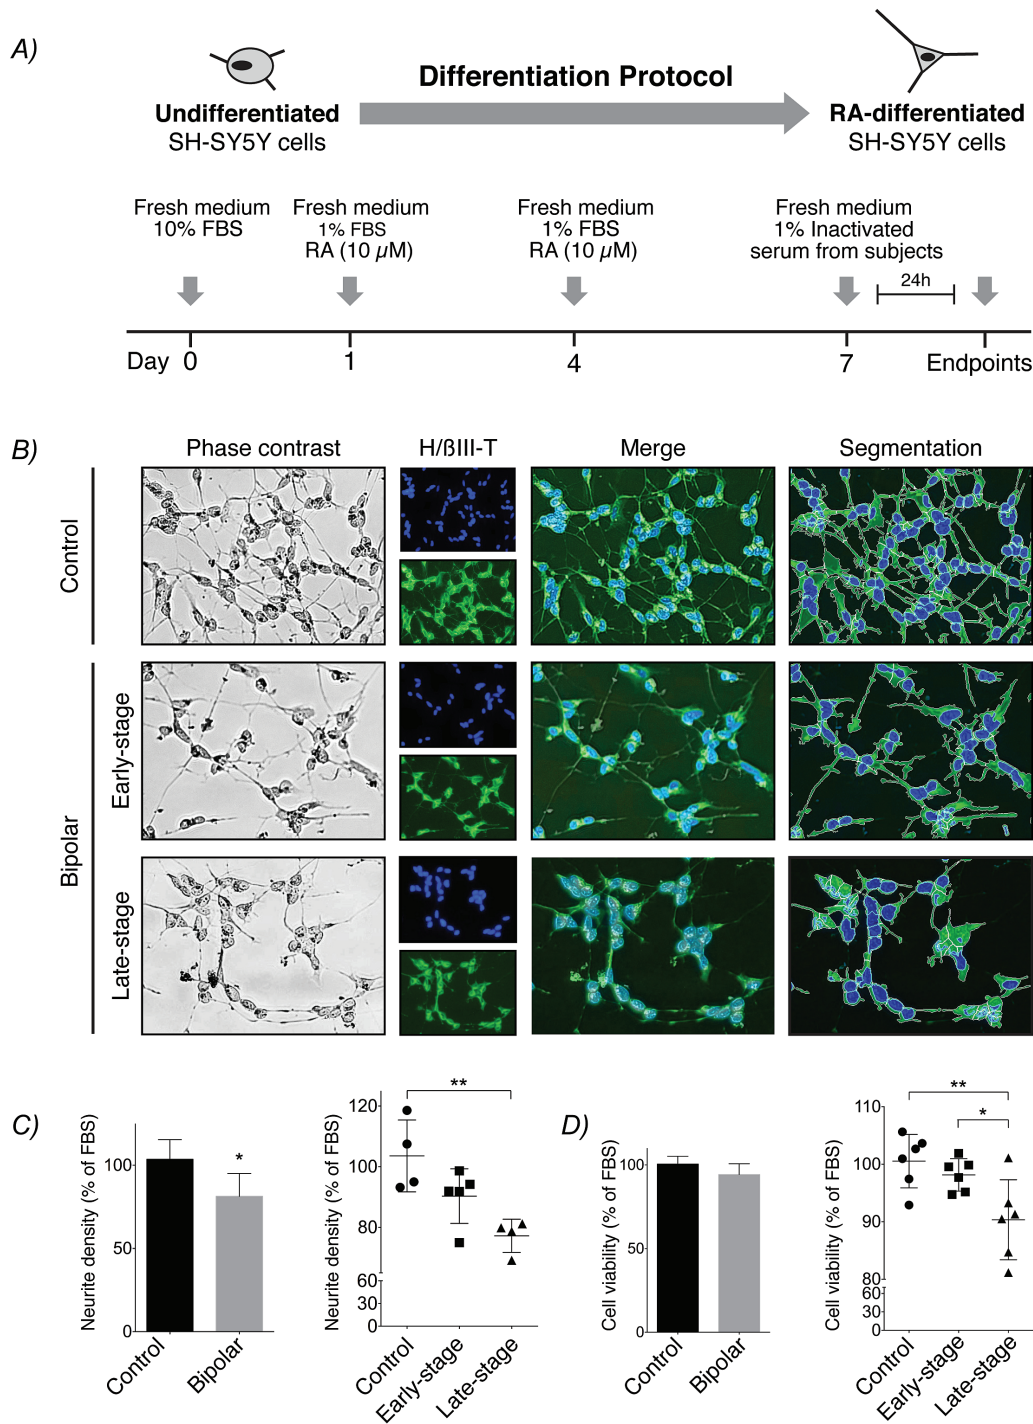 A)
Differentiation Protocol
Undifferentiated
SH-SY5Y cells
RA-differentiated
SH-SY5Y cells
Fresh medium
10% FBS
Fresh medium
1% FBS
RA (10 µM)
Fresh medium
1% FBS
RA (10 µM)
Fresh medium
1% Inactivated
serum from subjects
24h
Day 0 1 4 7 Endpoints
B)
Phase contrast H/ßIII-T Merge Segmentation
Control
Bipolar
Early-stage
Late-stage
C)
Neurite density (% of FBS)
100
50
0
*
Control Bipolar
Neurite density (% of FBS)
120
100
80
60
30
0
**
Control Early-stage Late-stage
D)
Cell viability (% of FBS)
100
50
0
Control Bipolar
Cell viability (% of FBS)
110
100
90
80
60
30
0
**
*
Control Early-stage Late-stage